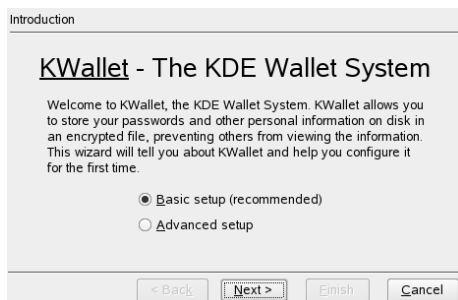 Introduction
KWallet - The KDE Wallet System
Welcome to KWallet, the KDE Wallet System. KWallet allows you
to store your passwords and other personal information on disk in
an encrypted file, preventing others from viewing the information.
This wizard will tell you about KWallet and help you configure it
for the first time.
Basic setup (recommended)
Advanced setup
< Back Next > Finish Cancel